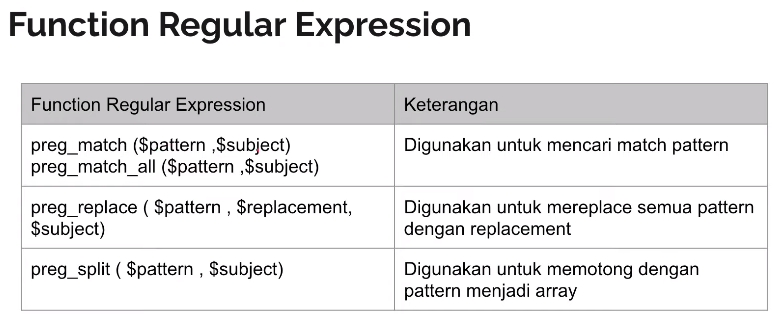 Function Regular Expression
Function Regular Expression
Keterangan
preg_match ($pattern ,$subject)
preg_match_all ($pattern ,$subject)
Digunakan untuk mencari match pattern
preg_replace ( $pattern , $replacement,
$subject)
Digunakan untuk mereplace semua pattern
dengan replacement
preg_split ( $pattern , $subject)
Digunakan untuk memotong dengan
pattern menjadi array